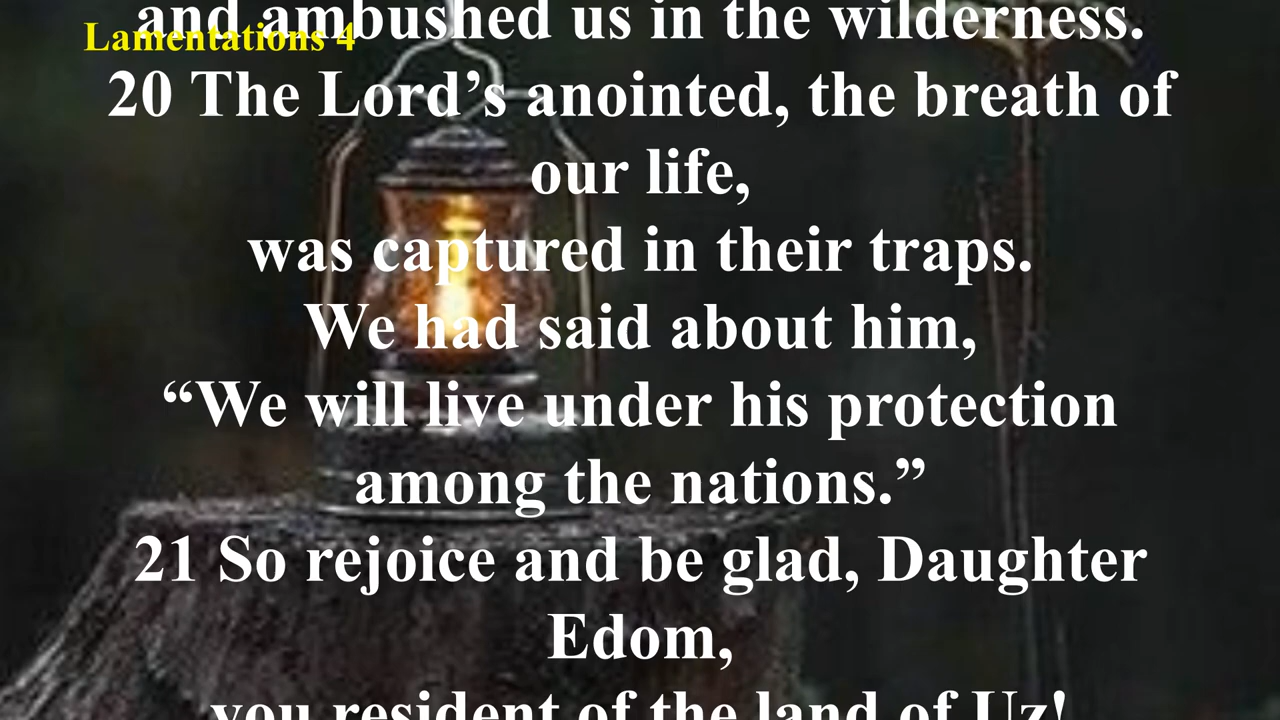 and ambushed us in the wilderness.
Lamentations 4
20 The Lord’s anointed, the breath of
our life,
was captured in their traps.
We had said about him,
“We will live under his protection
among the nations.”
21 So rejoice and be glad, Daughter
Edom,
you resident of the land of Uz!